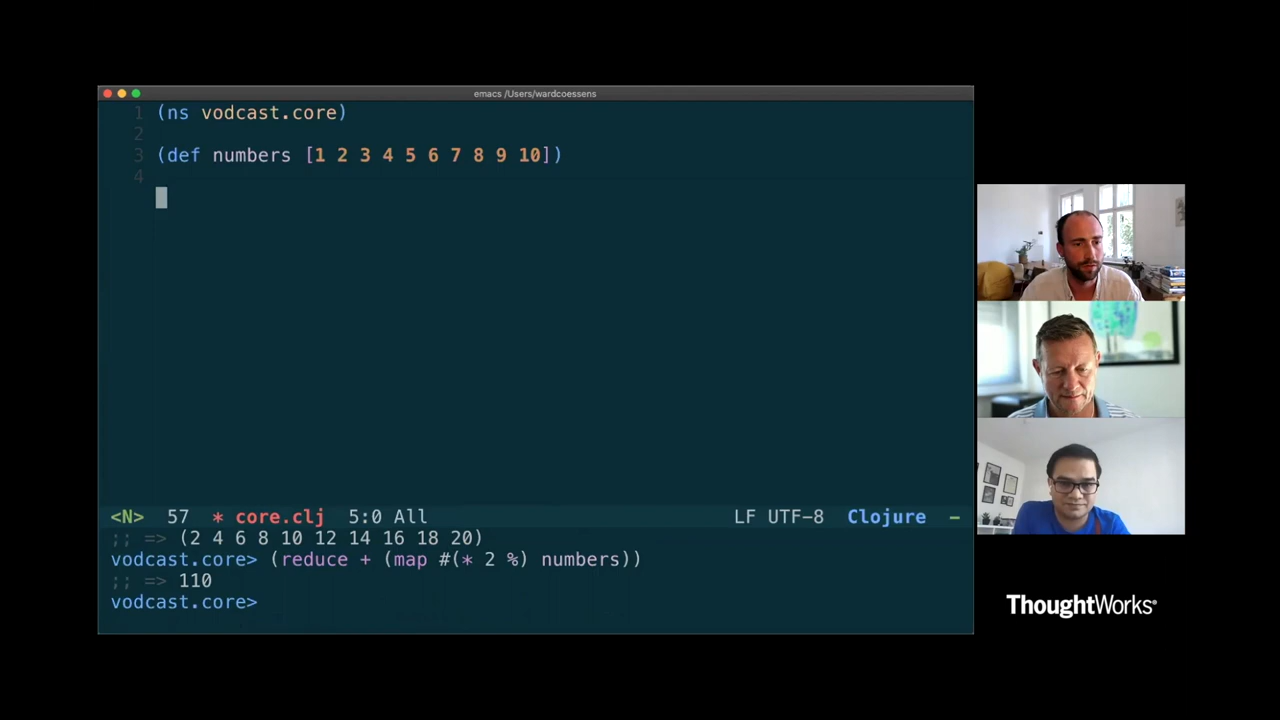 emacs /Users/wardcoessens
1 (ns vodcast.core)
2
3 (def numbers [1 2 3 4 5 6 7 8 9 10])
4
<N> 57 * core.clj 5:0 All LF UTF-8 Clojure –
;; => (2 4 6 8 10 12 14 16 18 20)
vodcast.core> (reduce + (map #(* 2 %) numbers))
;; => 110
vodcast.core>
ThoughtWorks®